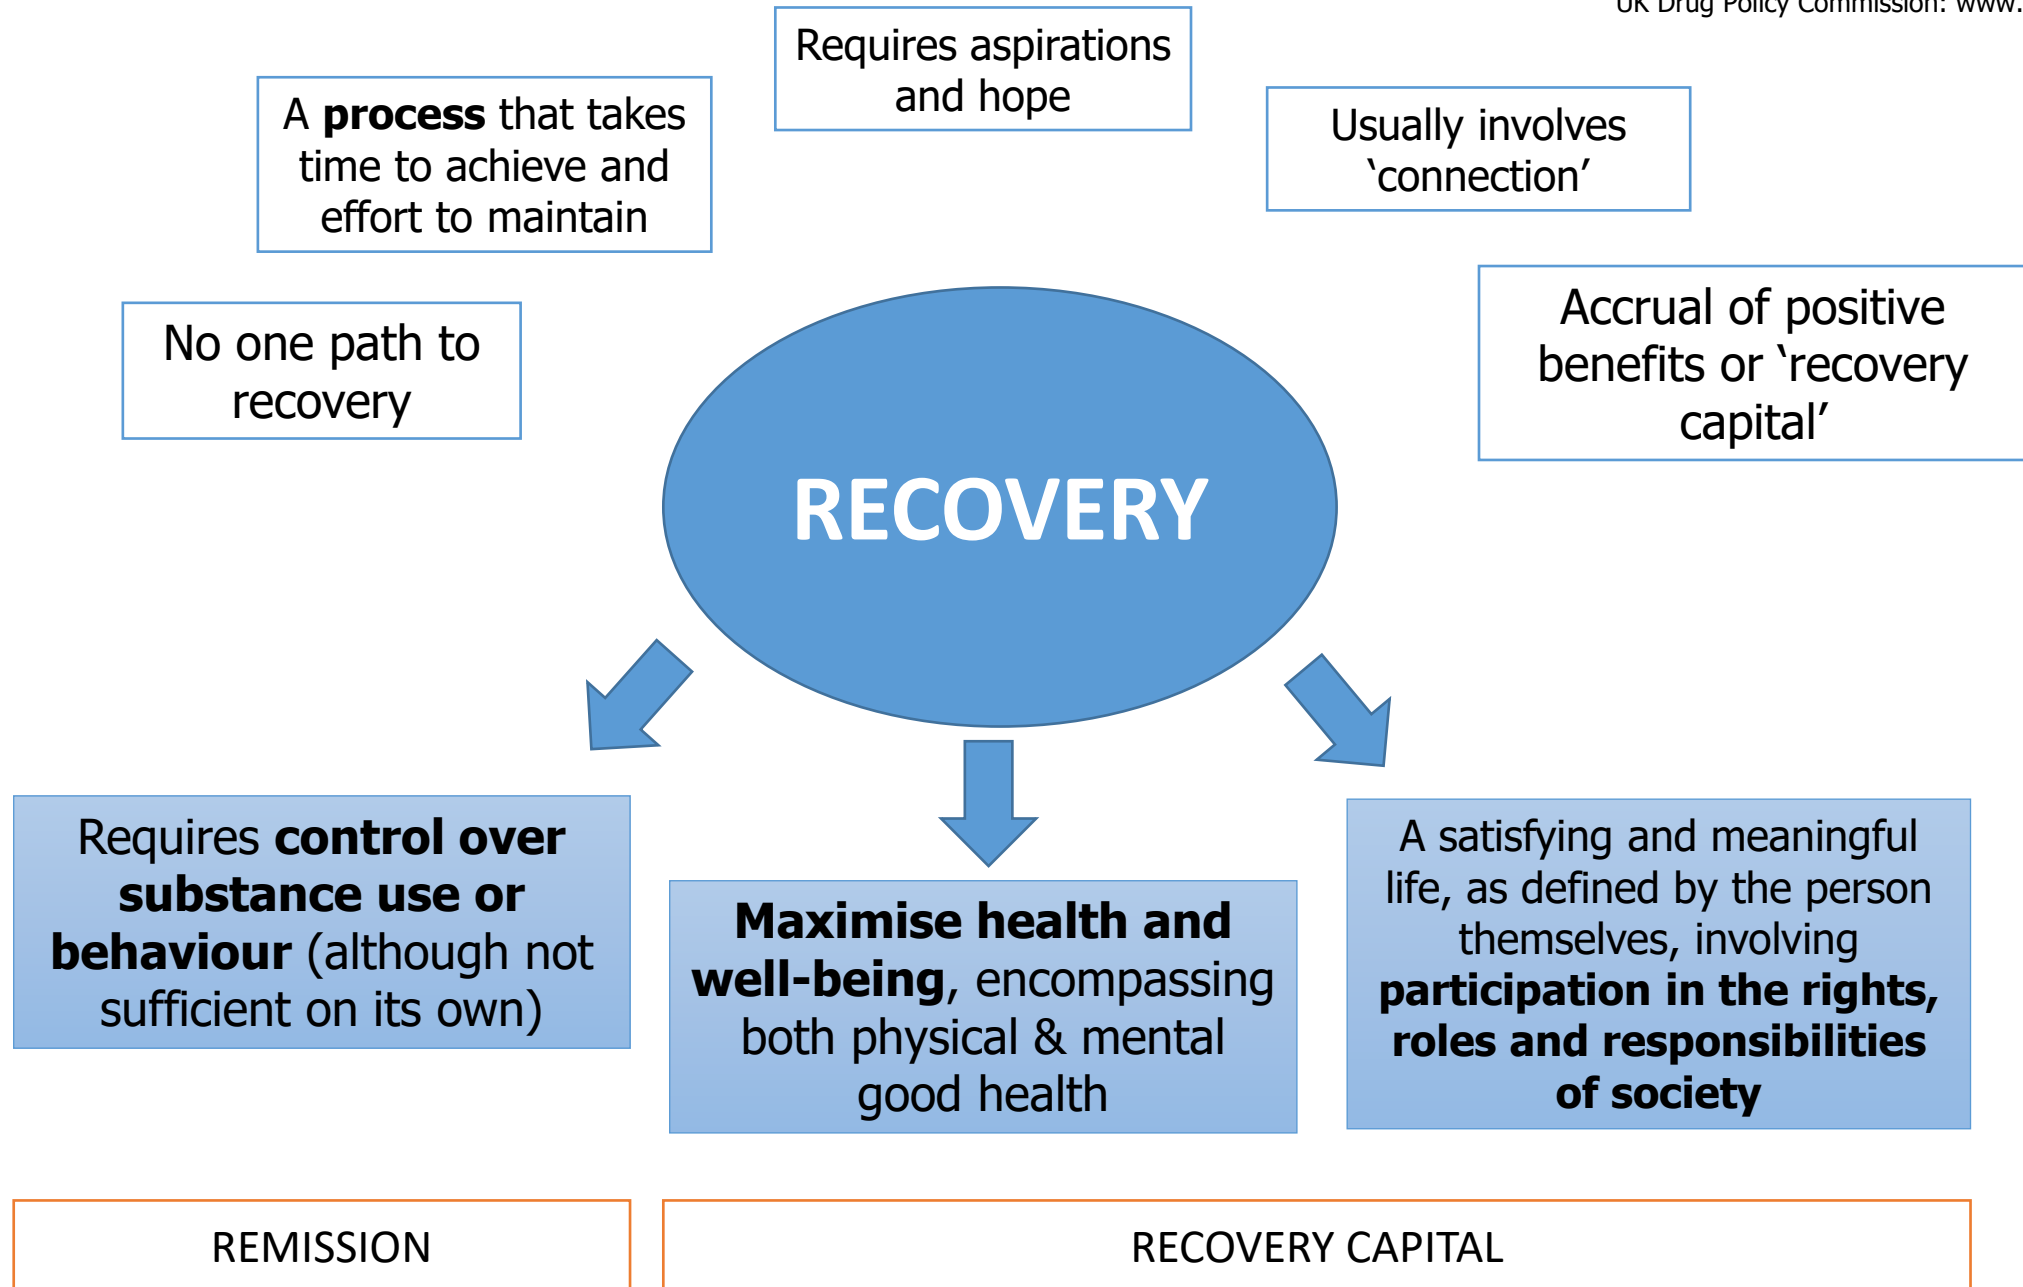 UK Drug Policy Commission: www.
Requires aspirations
and hope
A process that takes
time to achieve and
effort to maintain
Usually involves
‘connection’
No one path to
recovery
Accrual of positive
benefits or ‘recovery
capital’
RECOVERY
Requires control over
substance use or
behaviour (although not
sufficient on its own)
Maximise health and
well-being, encompassing
both physical & mental
good health
A satisfying and meaningful
life, as defined by the person
themselves, involving
participation in the rights,
roles and responsibilities
of society
REMISSION
RECOVERY CAPITAL